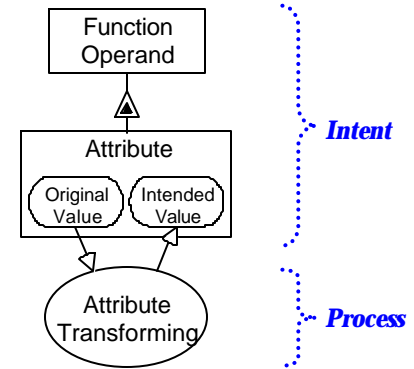 Function
Operand
Intent
Attribute
Original
Value
Intended
Value
Attribute
Transforming
Process